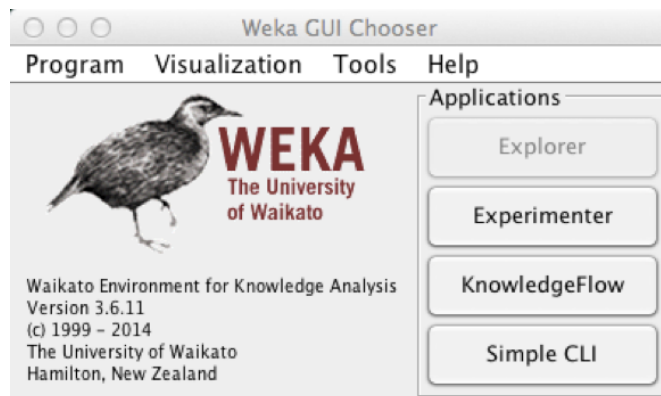 Weka GUI Chooser
Program Visualization Tools Help
Applications
Explorer
Experimenter
KnowledgeFlow
Simple CLI
WEKA
The University
of Waikato
Waikato Environment for Knowledge Analysis
Version 3.6.11
(c) 1999 - 2014
The University of Waikato
Hamilton, New Zealand